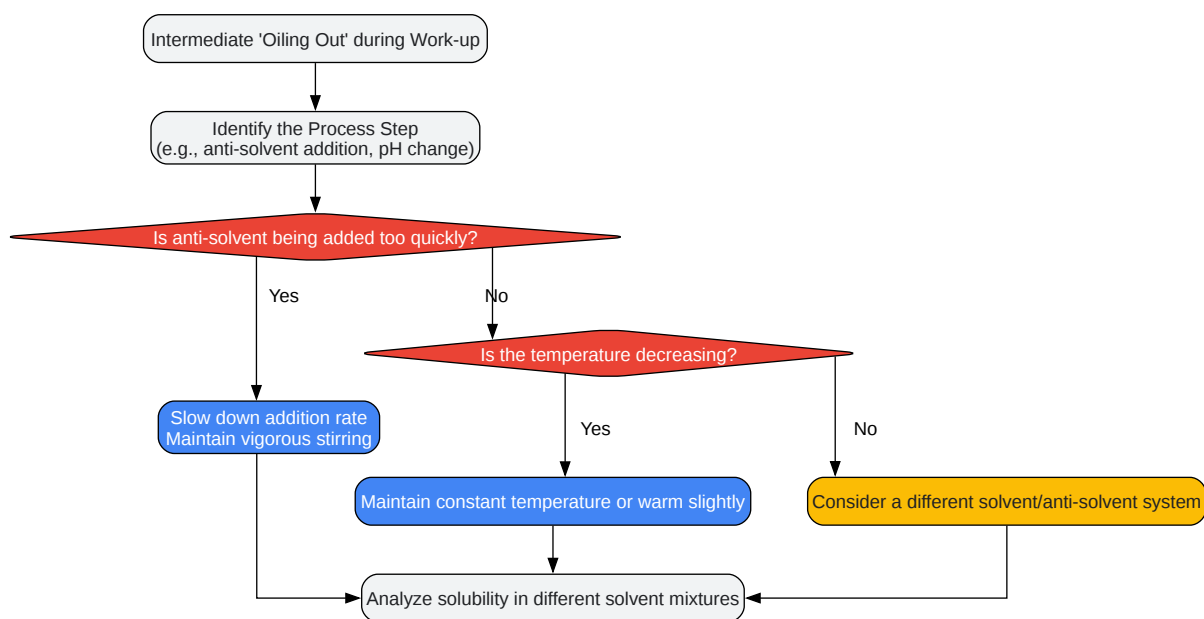 Intermediate 'Oiling Out' during Work-up
Identify the Process Step
(e.g., anti-solvent addition, pH change)
Is anti-solvent being added too quickly?
Yes
No
Is the temperature decreasing?
Slow down addition rate
Maintain vigorous stirring
Yes
No
Maintain constant temperature or warm slightly
Consider a different solvent/anti-solvent system
Analyze solubility in different solvent mixtures